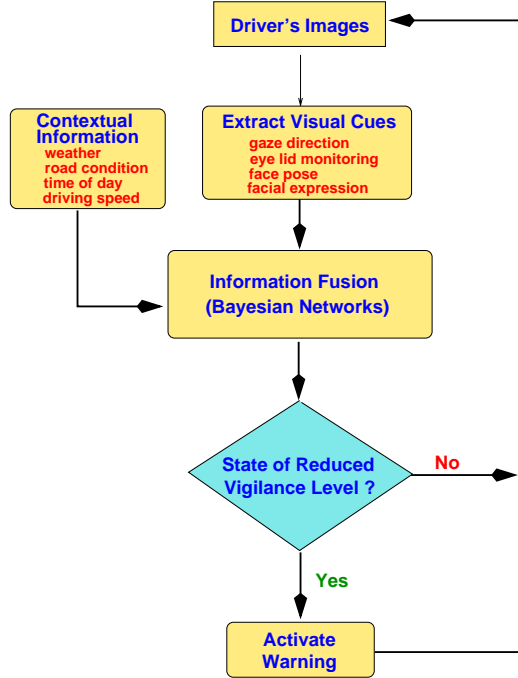 Driver's Images
Contextual
Information
weather
road condition
time of day
driving speed
Extract Visual Cues
gaze direction
eye lid monitoring
face pose
facial expression
Information Fusion
(Bayesian Networks)
State of Reduced
Vigilance Level ?
No
Yes
Activate
Warning